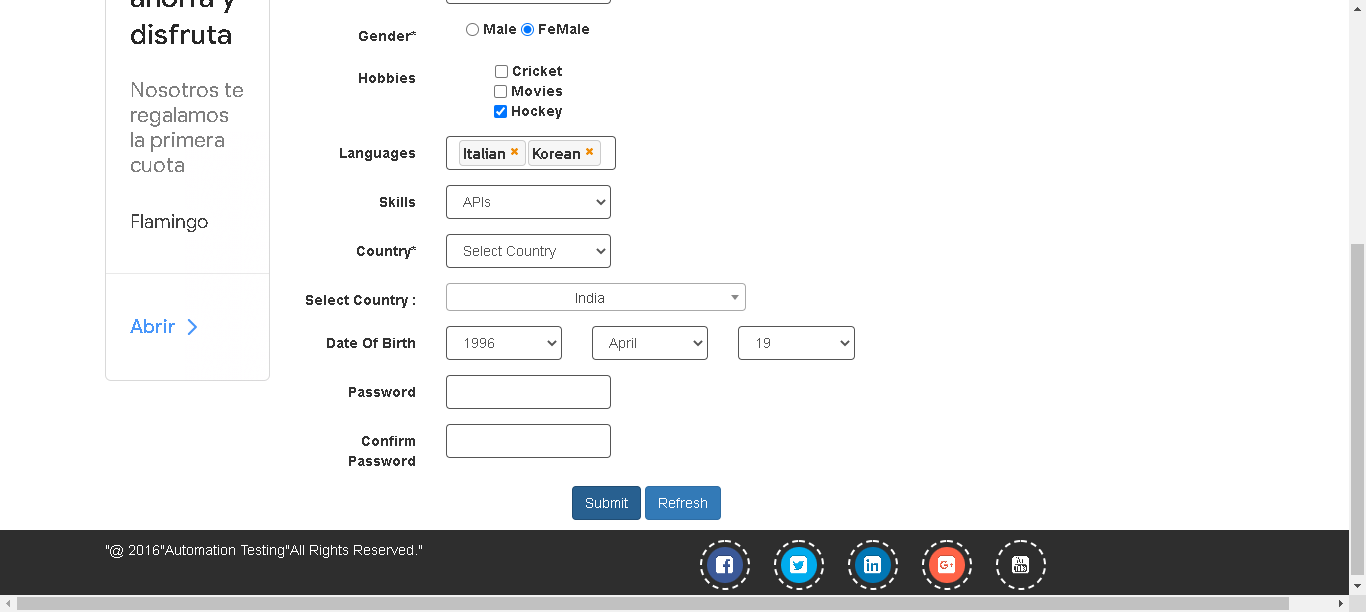 ahorra y
disfruta
Nosotros te
regalamos
la primera
cuota
Flamingo
Abrir
Gender*
Male FeMale
Hobbies
Cricket
Movies
Hockey
Languages
Italian × Korean ×
Skills
APIs
Country*
Select Country
Select Country :
India
Date Of Birth
1996 April 19
Password
Confirm
Password
Submit Refresh
"@ 2016"Automation Testing"All Rights Reserved."